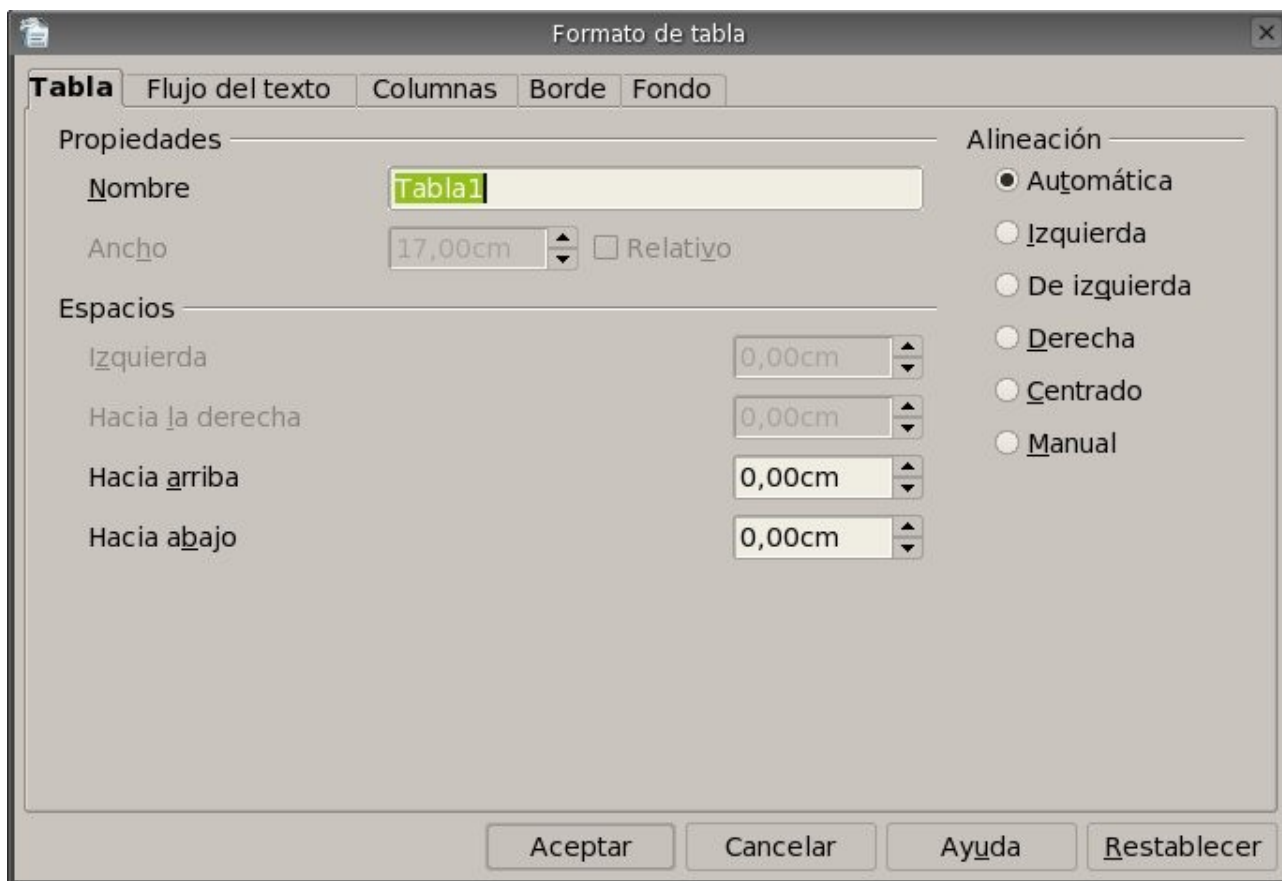 Formato de tabla
Tabla Flujo del texto Columnas Borde Fondo
Propiedades
Nombre Tabla1
Ancho 17,00cm Relativo
Espacios
Izquierda 0,00cm
Hacia la derecha 0,00cm
Hacia arriba 0,00cm
Hacia abajo 0,00cm
Alineación
Automática
Izquierda
De izquierda
Derecha
Centrado
Manual
Aceptar Cancelar Ayuda Restablecer